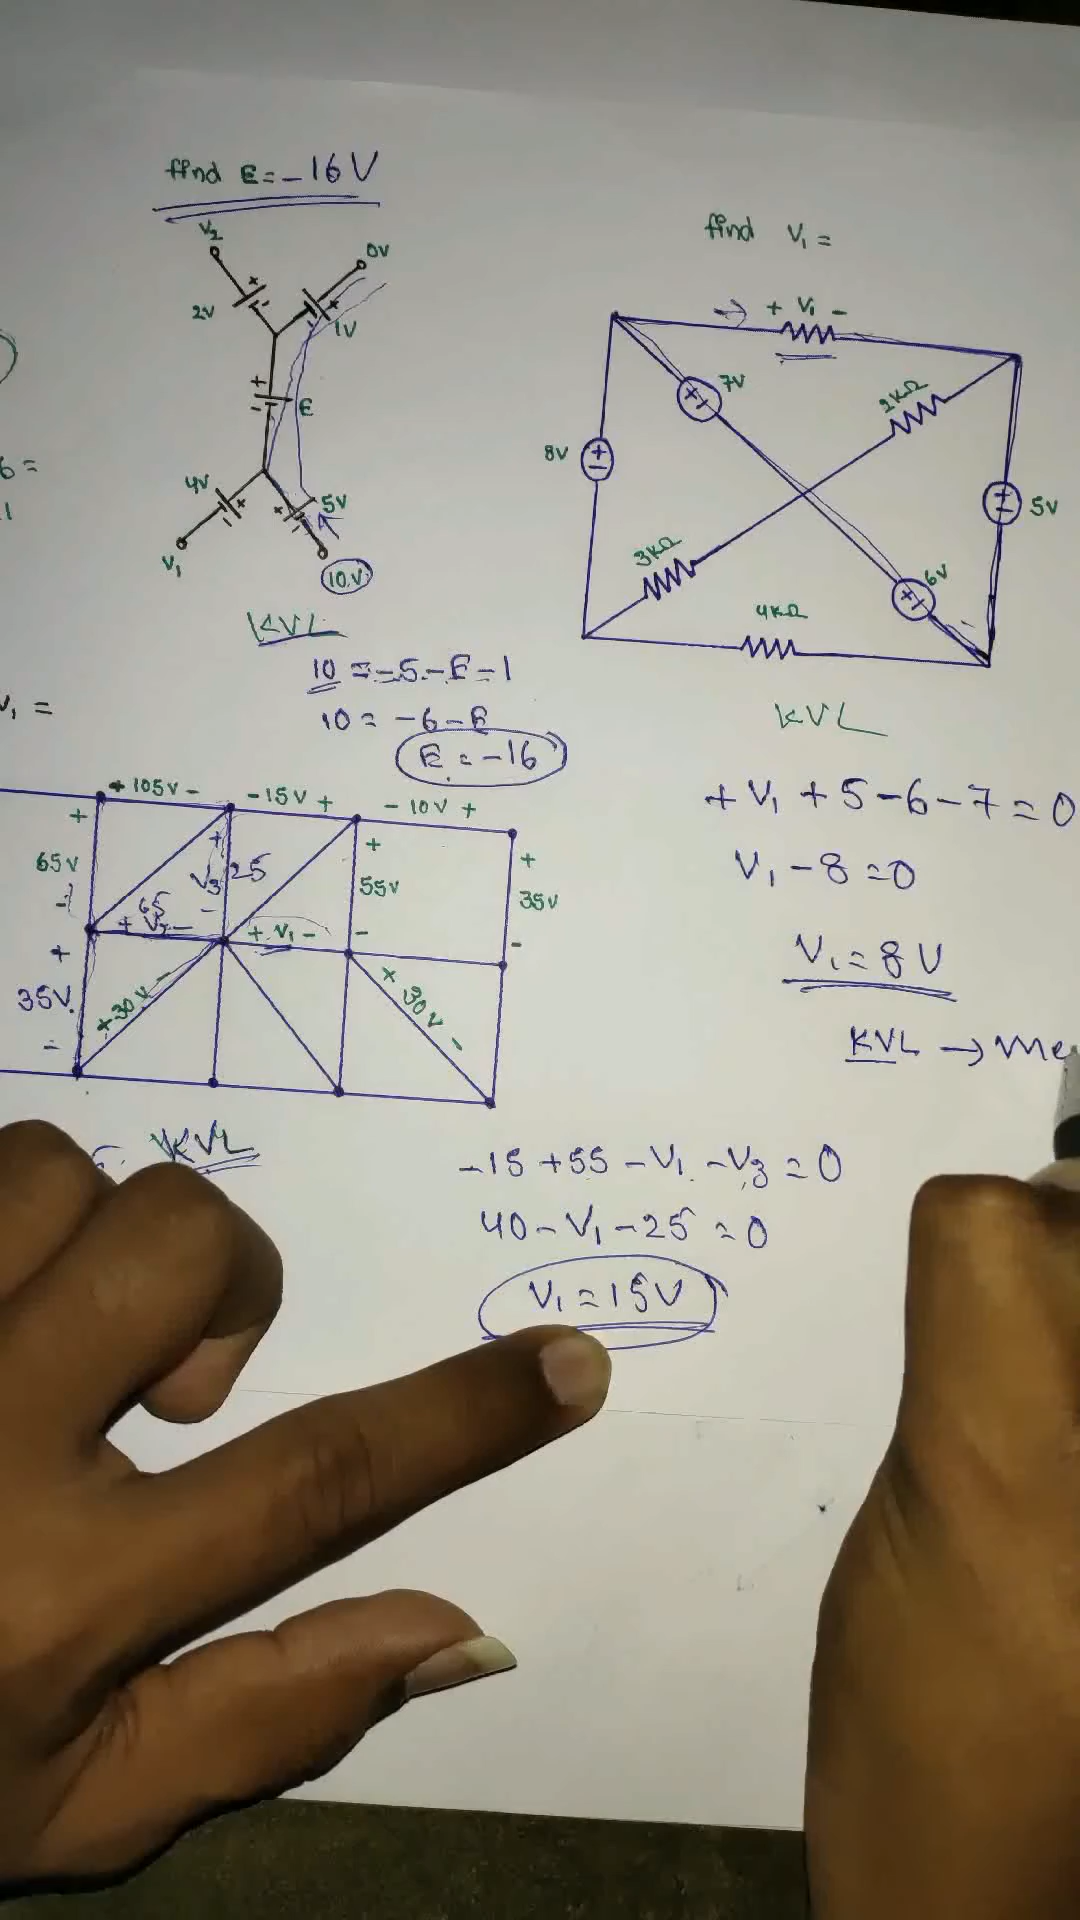 find E = -16V
V₂
0V
+ -
2V
+ -
1V
+ -
E
4V
- +
5V
+ -
V₁
10V
KVL
10 = -5 - E - 1
10 = -6 - E
E = -16
6 =
V₁ =
find V₁ =
+ V₁ -
7V
+ -
2KΩ
8V
+ -
5V
3KΩ
6V
+ -
4KΩ
KVL
+ V₁ + 5 - 6 - 7 = 0
V₁ - 8 = 0
V₁ = 8V
KVL → Me
+ 105V -
- 15V +
- 10V +
+ 65V -
+ V₃ 25 -
+ 55V -
+ 35V -
65
+ V₂ -
+ V₁ -
+ 35V -
+ 30V -
+ 30V -
KVL
-15 + 55 - V₁ - V₃ = 0
40 - V₁ - 25 = 0
V₁ = 15V